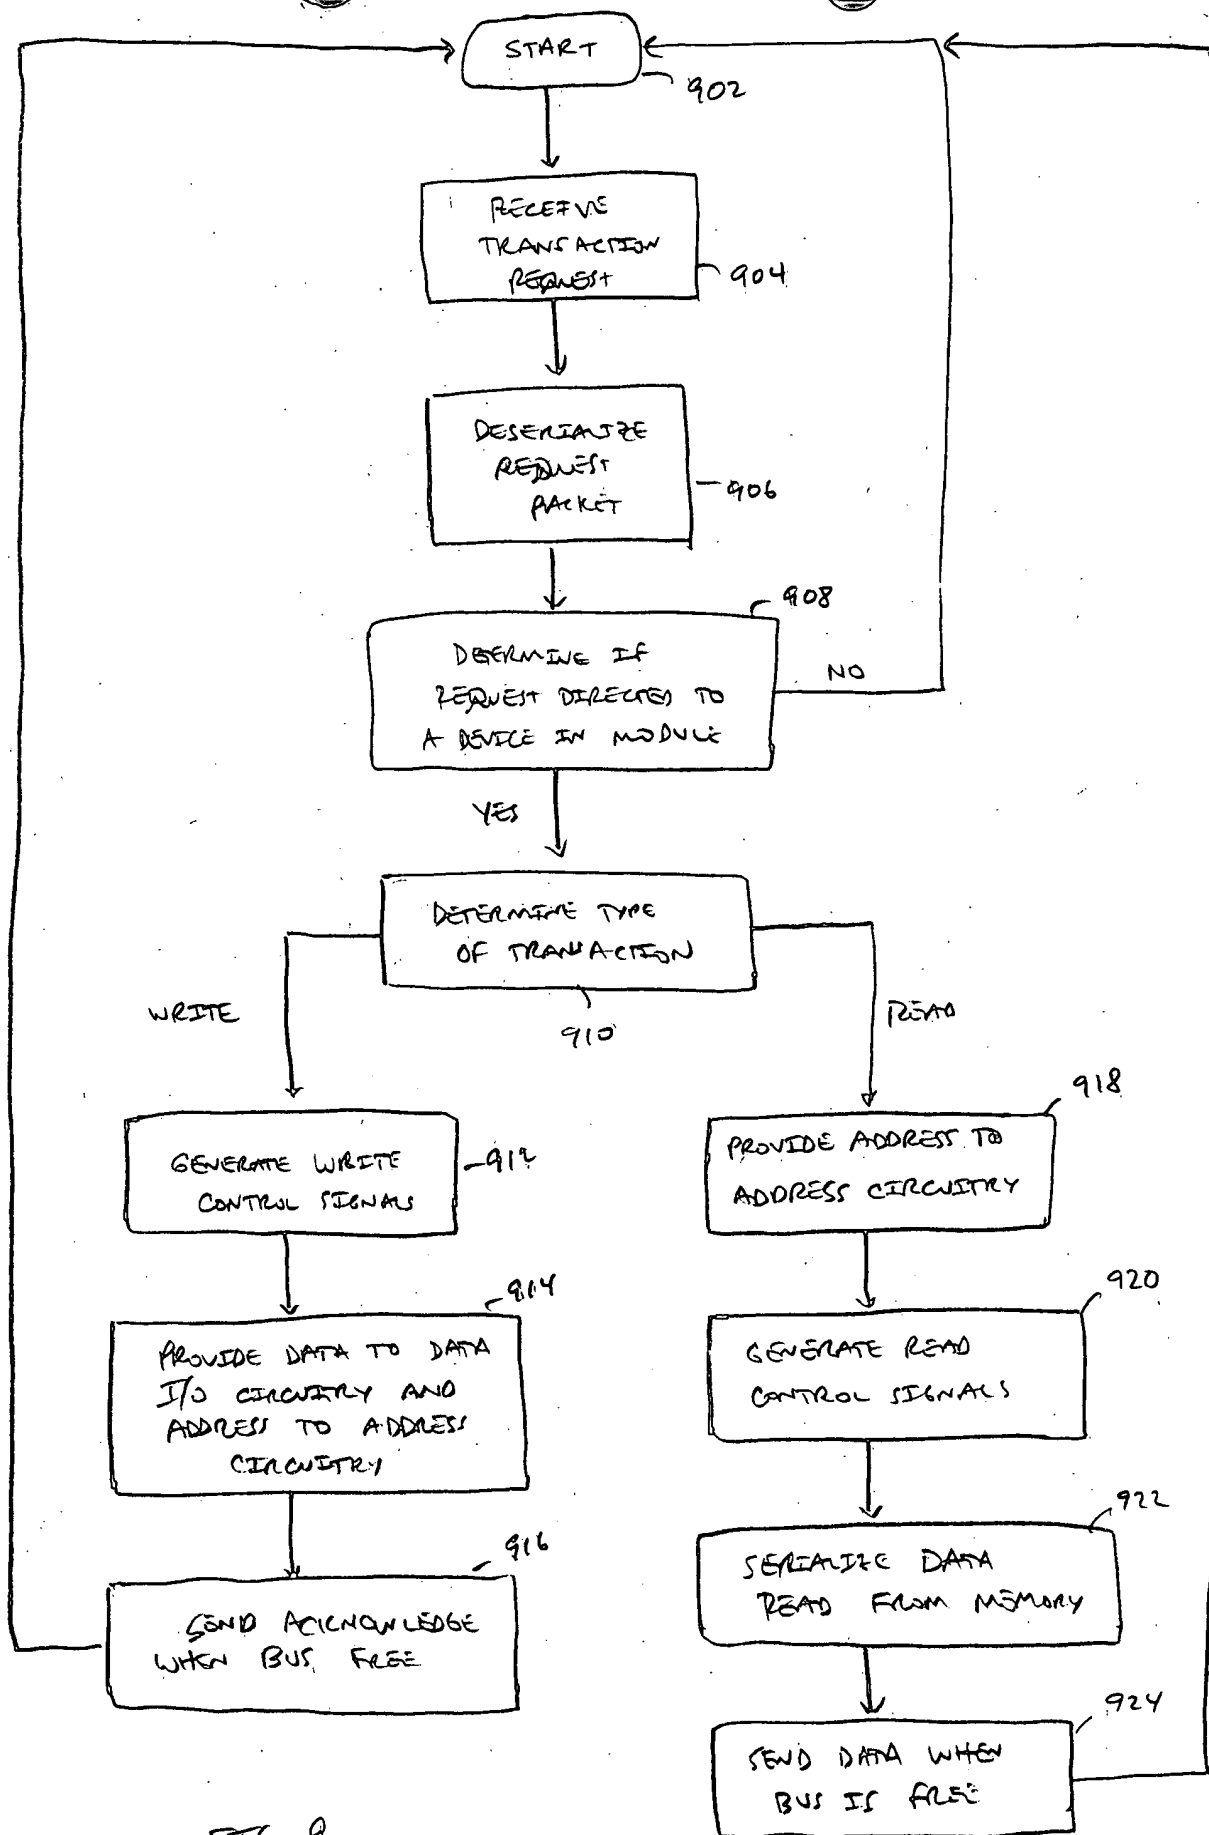 START
902
RECEIVE
TRANSACTION
REQUEST
904
DESERIALIZE
REQUEST
PACKET
906
908
DETERMINE IF
REQUEST DIRECTED TO
A DEVICE IN MODULE
NO
YES
DETERMINE TYPE
OF TRANSACTION
910
WRITE
READ
GENERATE WRITE
CONTROL SIGNALS
912
918
PROVIDE ADDRESS TO
ADDRESS CIRCUITRY
914
PROVIDE DATA TO DATA
I/O CIRCUITRY AND
ADDRESS TO ADDRESS
CIRCUITRY
920
GENERATE READ
CONTROL SIGNALS
916
SEND ACKNOWLEDGE
WHEN BUS FREE
922
SERIALIZE DATA
READ FROM MEMORY
924
SEND DATA WHEN
BUS IS FREE
FIG 9